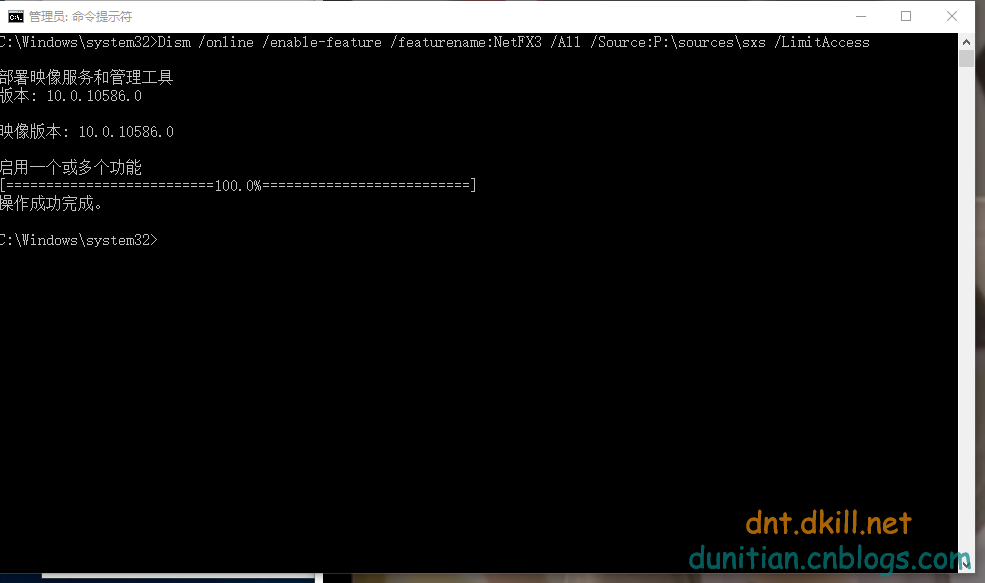 管理员: 命令提示符
C:\Windows\system32>Dism /online /enable-feature /featurename:NetFX3 /All /Source:P:\sources\sxs /LimitAccess
部署映像服务和管理工具
版本: 10.0.10586.0
映像版本: 10.0.10586.0
启用一个或多个功能
[==========================100.0%==========================]
操作成功完成。
C:\Windows\system32>
dnt.dkill.net
dunitian.cnblogs.com